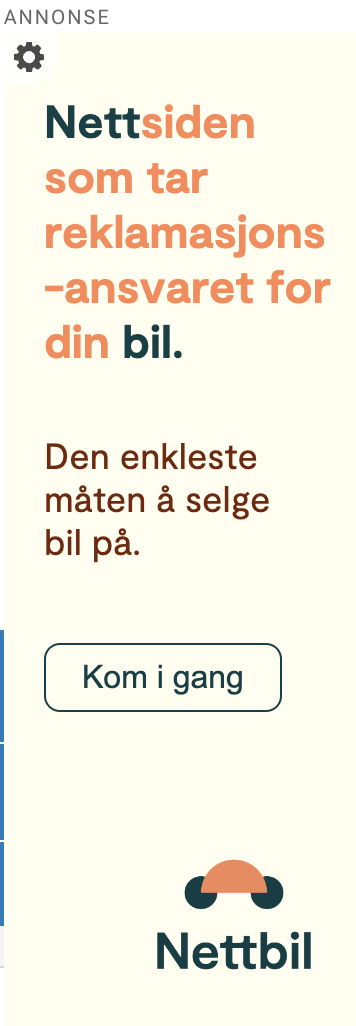 ANNONSE
Nettsiden
som tar
reklamasjons
-ansvaret for
din bil.
Den enkleste
måten å selge
bil på.
Kom i gang
Nettbil